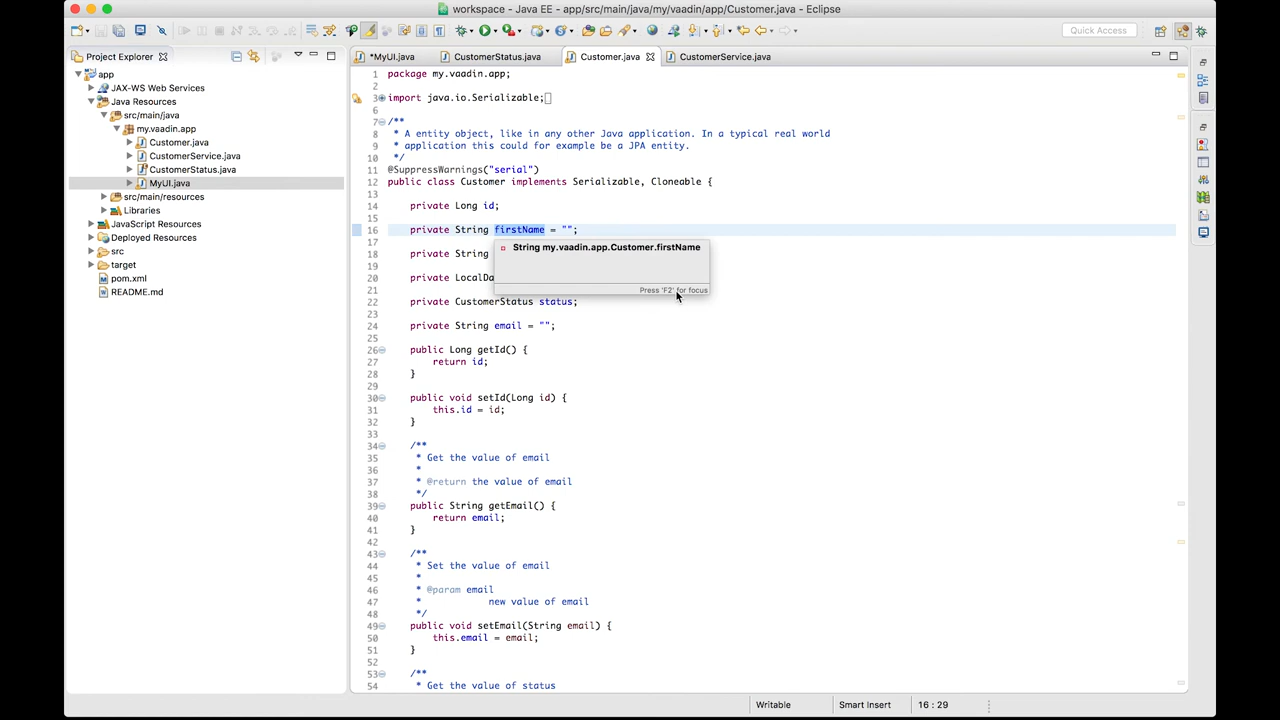 workspace - Java EE - app/src/main/java/my/vaadin/app/Customer.java - Eclipse
Quick Access
Project Explorer
app
JAX-WS Web Services
Java Resources
src/main/java
my.vaadin.app
Customer.java
CustomerService.java
CustomerStatus.java
MyUI.java
src/main/resources
Libraries
JavaScript Resources
Deployed Resources
src
target
pom.xml
README.md
*MyUI.java
CustomerStatus.java
Customer.java
CustomerService.java
1 package my.vaadin.app;
2
3 import java.io.Serializable;
6
7 /**
8 * A entity object, like in any other Java application. In a typical real world
9 * application this could for example be a JPA entity.
10 */
11 @SuppressWarnings("serial")
12 public class Customer implements Serializable, Cloneable {
13
14 private Long id;
15
16 private String firstName = "";
17 String my.vaadin.app.Customer.firstName
18 private String
19
20 private LocalDa
21 Press 'F2' for focus
22 private CustomerStatus status;
23
24 private String email = "";
25
26 public Long getId() {
27 return id;
28 }
29
30 public void setId(Long id) {
31 this.id = id;
32 }
33
34 /**
35 * Get the value of email
36 *
37 * @return the value of email
38 */
39 public String getEmail() {
40 return email;
41 }
42
43 /**
44 * Set the value of email
45 *
46 * @param email
47 * new value of email
48 */
49 public void setEmail(String email) {
50 this.email = email;
51 }
52
53 /**
54 * Get the value of status
Writable
Smart Insert
16 : 29